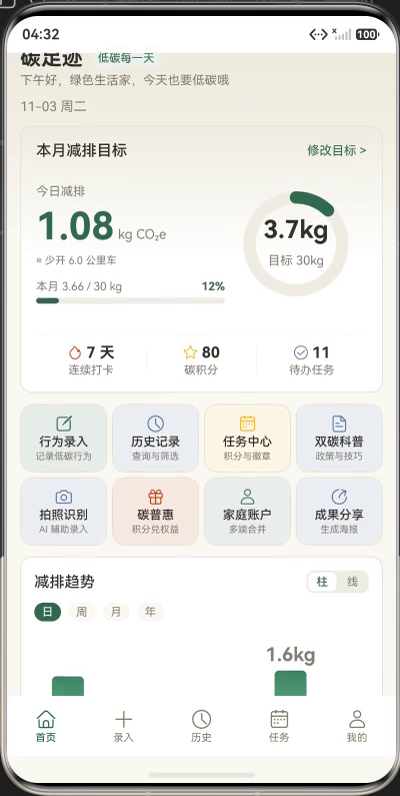 04:32
100
碳足迹 低碳每一天
下午好，绿色生活家，今天也要低碳哦
11-03 周二
本月减排目标 修改目标 >
今日减排
1.08 kg CO₂e
≈ 少开 6.0 公里车
本月 3.66 / 30 kg 12%
3.7kg
目标 30kg
7 天 80 11
连续打卡 碳积分 待办任务
行为录入 历史记录 任务中心 双碳科普
记录低碳行为 查询与筛选 积分与徽章 政策与技巧
拍照识别 碳普惠 家庭账户 成果分享
AI 辅助录入 积分兑权益 多端合并 生成海报
减排趋势 柱 线
日 周 月 年
1.6kg
首页 录入 历史 任务 我的